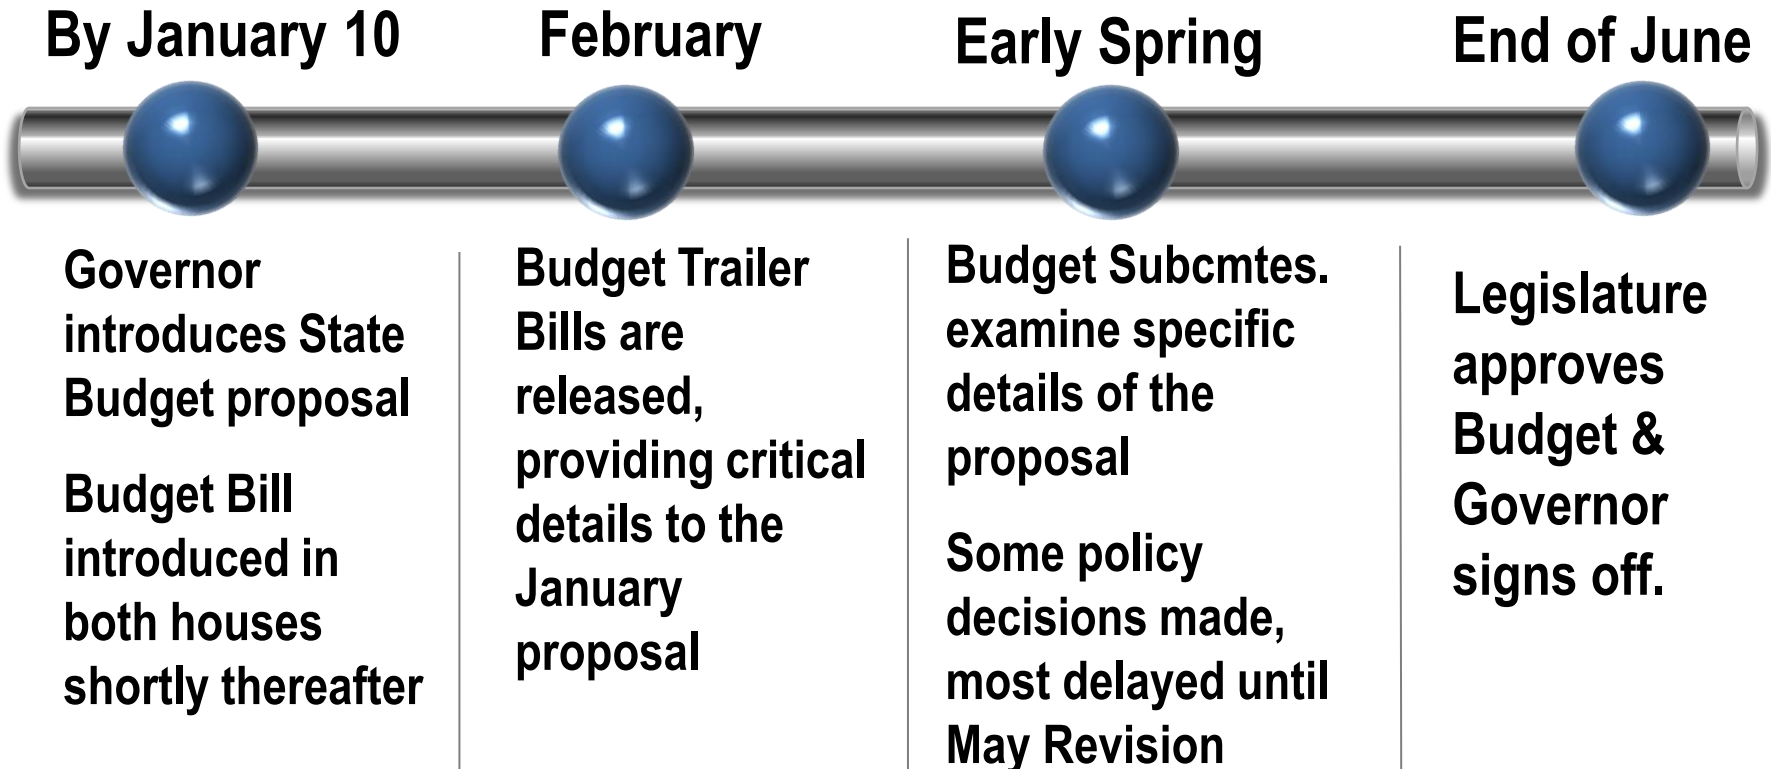 By January 10
February
Early Spring
End of June
Governor
introduces State
Budget proposal
Budget Bill
introduced in
both houses
shortly thereafter
Budget Trailer
Bills are
released,
providing critical
details to the
January
proposal
Budget Subcmtes.
examine specific
details of the
proposal
Some policy
decisions made,
most delayed until
May Revision
Legislature
approves
Budget &
Governor
signs off.